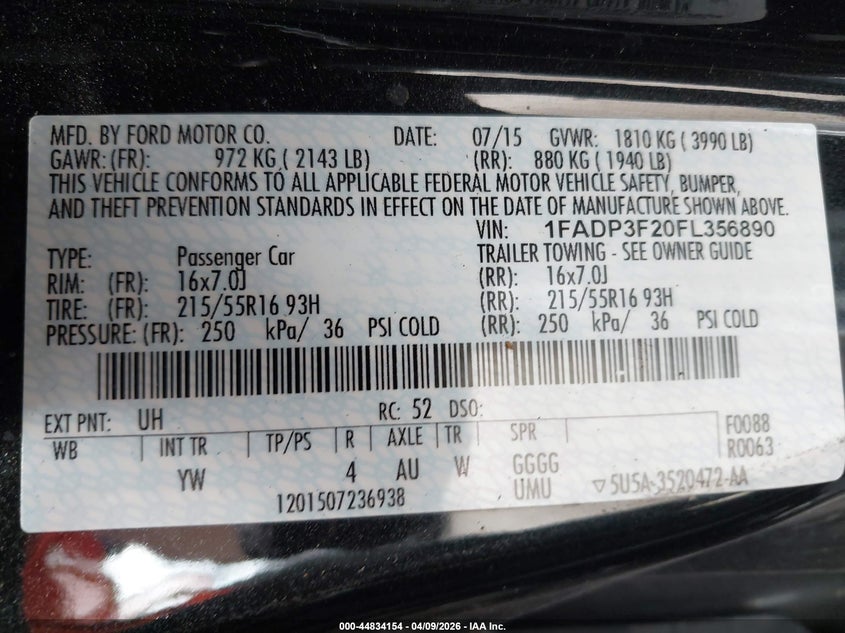 MFD. BY FORD MOTOR CO. DATE: 07/15 GVWR: 1810 KG ( 3990 LB)
GAWR: (FR): 972 KG ( 2143 LB) (RR): 880 KG ( 1940 LB)
THIS VEHICLE CONFORMS TO ALL APPLICABLE FEDERAL MOTOR VEHICLE SAFETY, BUMPER,
AND THEFT PREVENTION STANDARDS IN EFFECT ON THE DATE OF MANUFACTURE SHOWN ABOVE.
VIN: 1FADP3F20FL356890
TYPE: Passenger Car TRAILER TOWING - SEE OWNER GUIDE
RIM: (FR): 16x7.0J (RR): 16x7.0J
TIRE: (FR): 215/55R16 93H (RR): 215/55R16 93H
PRESSURE: (FR): 250 kPa/ 36 PSI COLD (RR): 250 kPa/ 36 PSI COLD
EXT PNT: UH RC: 52 DSO: F0088
WB INT TR TP/PS R AXLE TR SPR R0063
YW 4 AU W GGGG
UMU ▽ 5U5A-3520472-AA
1201507236938
000-44834154 - 04/09/2026 - IAA Inc.